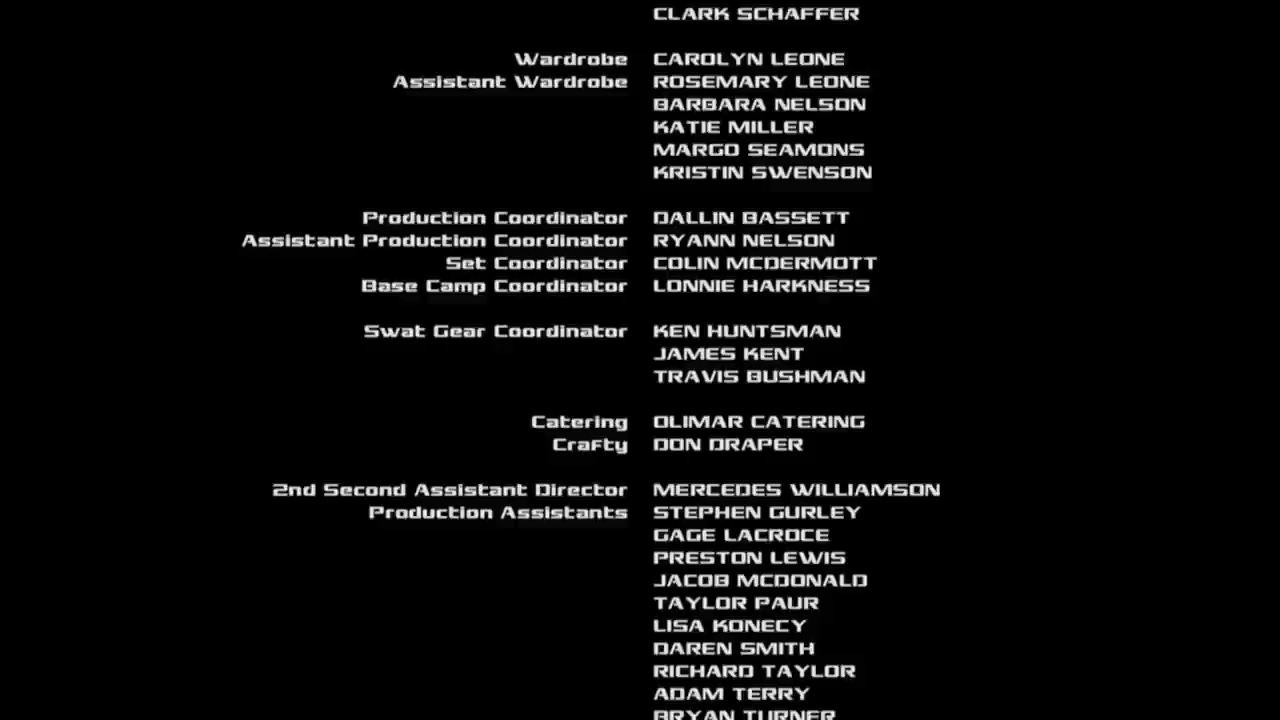 CLARK SCHAFFER
Wardrobe CAROLYN LEONE
Assistant Wardrobe ROSEMARY LEONE
BARBARA NELSON
KATIE MILLER
MARGO SEAMONS
KRISTIN SWENSON
Production Coordinator DALLIN BASSETT
Assistant Production Coordinator RYANN NELSON
Set Coordinator COLIN MCDERMOTT
Base Camp Coordinator LONNIE HARKNESS
Swat Gear Coordinator KEN HUNTSMAN
JAMES KENT
TRAVIS BUSHMAN
Catering OLIMAR CATERING
Crafty DON DRAPER
2nd Second Assistant Director MERCEDES WILLIAMSON
Production Assistants STEPHEN GURLEY
GAGE LACROCE
PRESTON LEWIS
JACOB MCDONALD
TAYLOR PAUR
LISA KONECY
DAREN SMITH
RICHARD TAYLOR
ADAM TERRY
BRYAN TURNER